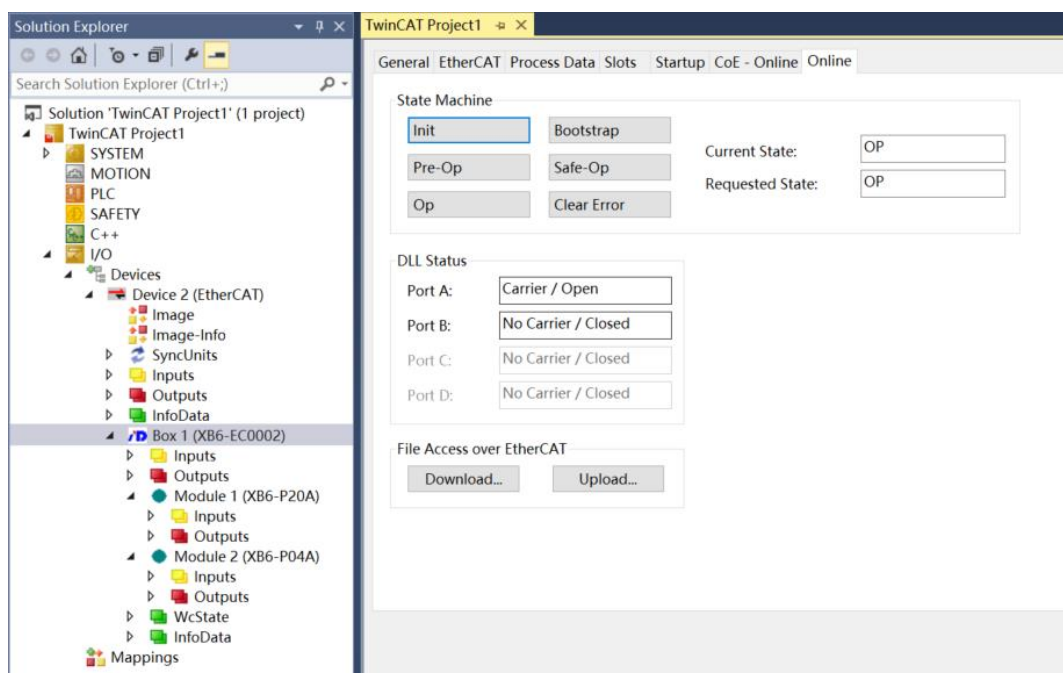 Solution Explorer
Search Solution Explorer (Ctrl+;)
Solution 'TwinCAT Project1' (1 project)
TwinCAT Project1
SYSTEM
MOTION
PLC
SAFETY
C++
I/O
Devices
Device 2 (EtherCAT)
Image
Image-Info
SyncUnits
Inputs
Outputs
InfoData
Box 1 (XB6-EC0002)
Inputs
Outputs
Module 1 (XB6-P20A)
Inputs
Outputs
Module 2 (XB6-P04A)
Inputs
Outputs
WcState
InfoData
Mappings
TwinCAT Project1
General EtherCAT Process Data Slots Startup CoE - Online Online
State Machine
Init Bootstrap
Pre-Op Safe-Op
Op Clear Error
Current State: OP
Requested State: OP
DLL Status
Port A: Carrier / Open
Port B: No Carrier / Closed
Port C: No Carrier / Closed
Port D: No Carrier / Closed
File Access over EtherCAT
Download... Upload...